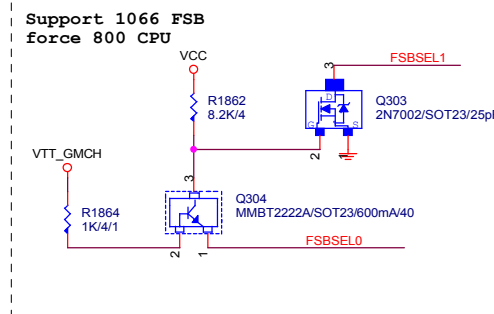 Support 1066 FSB
force 800 CPU
VCC
FSBSEL1
3
R1862
8.2K/4
D
G
S
Q303
2N7002/SOT23/25pl
2
1
VTT_GMCH
3
Q304
MMBT2222A/SOT23/600mA/40
R1864
1K/4/1
2
1
FSBSEL0